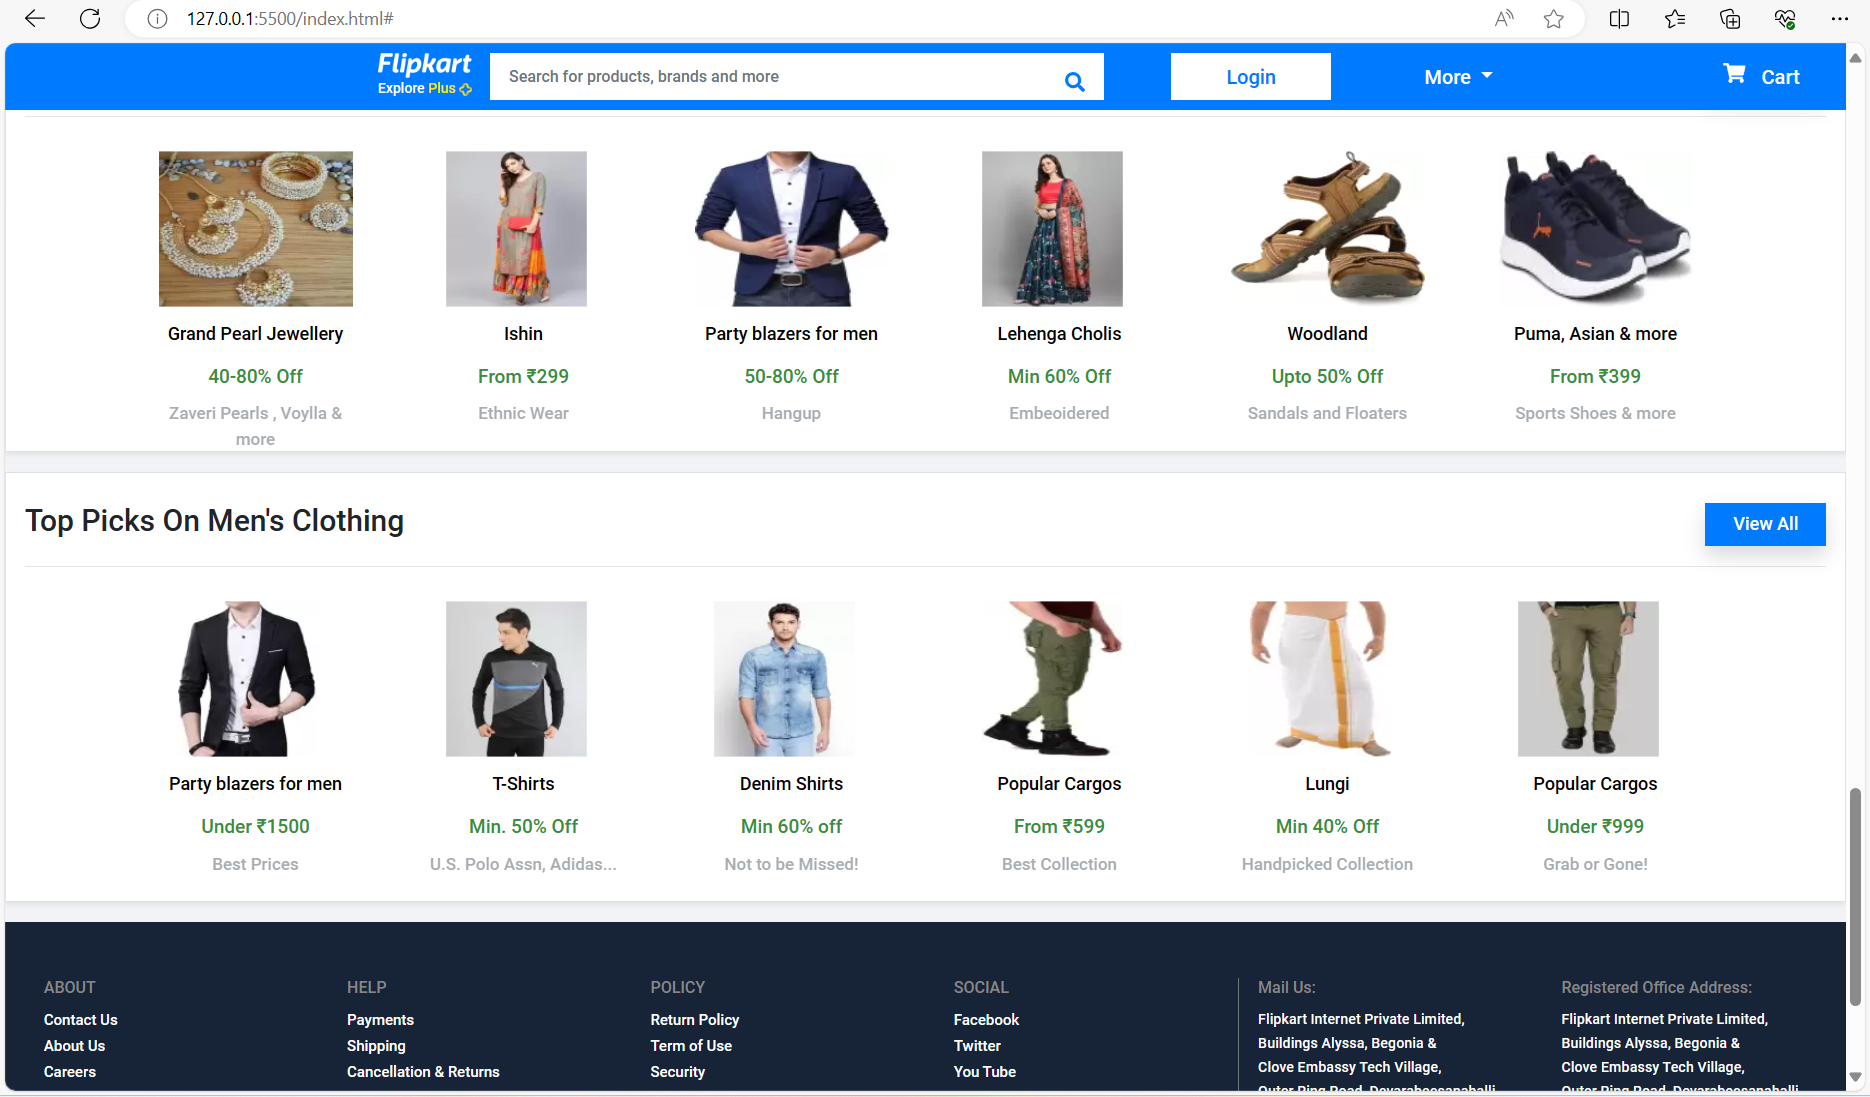 127.0.0.1:5500/index.html#
Flipkart
Explore Plus
Search for products, brands and more
Login
More
Cart
Grand Pearl Jewellery
Ishin
Party blazers for men
Lehenga Cholis
Woodland
Puma, Asian & more
40-80% Off
From ₹299
50-80% Off
Min 60% Off
Upto 50% Off
From ₹399
Zaveri Pearls , Voylla &
more
Ethnic Wear
Hangup
Embeoidered
Sandals and Floaters
Sports Shoes & more
Top Picks On Men's Clothing
View All
Party blazers for men
T-Shirts
Denim Shirts
Popular Cargos
Lungi
Popular Cargos
Under ₹1500
Min. 50% Off
Min 60% off
From ₹599
Min 40% Off
Under ₹999
Best Prices
U.S. Polo Assn, Adidas...
Not to be Missed!
Best Collection
Handpicked Collection
Grab or Gone!
ABOUT
Contact Us
About Us
Careers
HELP
Payments
Shipping
Cancellation & Returns
POLICY
Return Policy
Term of Use
Security
SOCIAL
Facebook
Twitter
You Tube
Mail Us:
Flipkart Internet Private Limited,
Buildings Alyssa, Begonia &
Clove Embassy Tech Village,
Outer Ring Road, Devarabeesanahalli
Registered Office Address:
Flipkart Internet Private Limited,
Buildings Alyssa, Begonia &
Clove Embassy Tech Village,
Outer Ring Road, Devarabeesanahalli